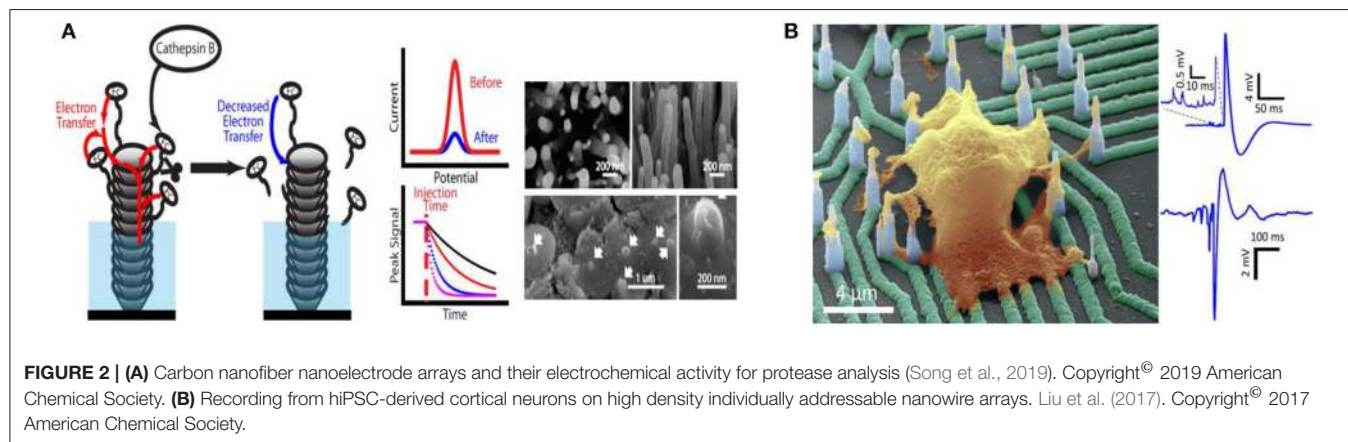 A
Cathepsin B
Electron
Transfer
Decreased
Electron
Transfer
Current
Before
After
Potential
Injection
Time
Peak Signal
Time
200 nm
200 nm
1 um
200 nm
B
4 µm
0.5 mV
10 ms
4 mV
50 ms
100 ms
2 mV
FIGURE 2 | (A) Carbon nanofiber nanoelectrode arrays and their electrochemical activity for protease analysis (Song et al., 2019). Copyright© 2019 American
Chemical Society. (B) Recording from hiPSC-derived cortical neurons on high density individually addressable nanowire arrays. Liu et al. (2017). Copyright© 2017
American Chemical Society.